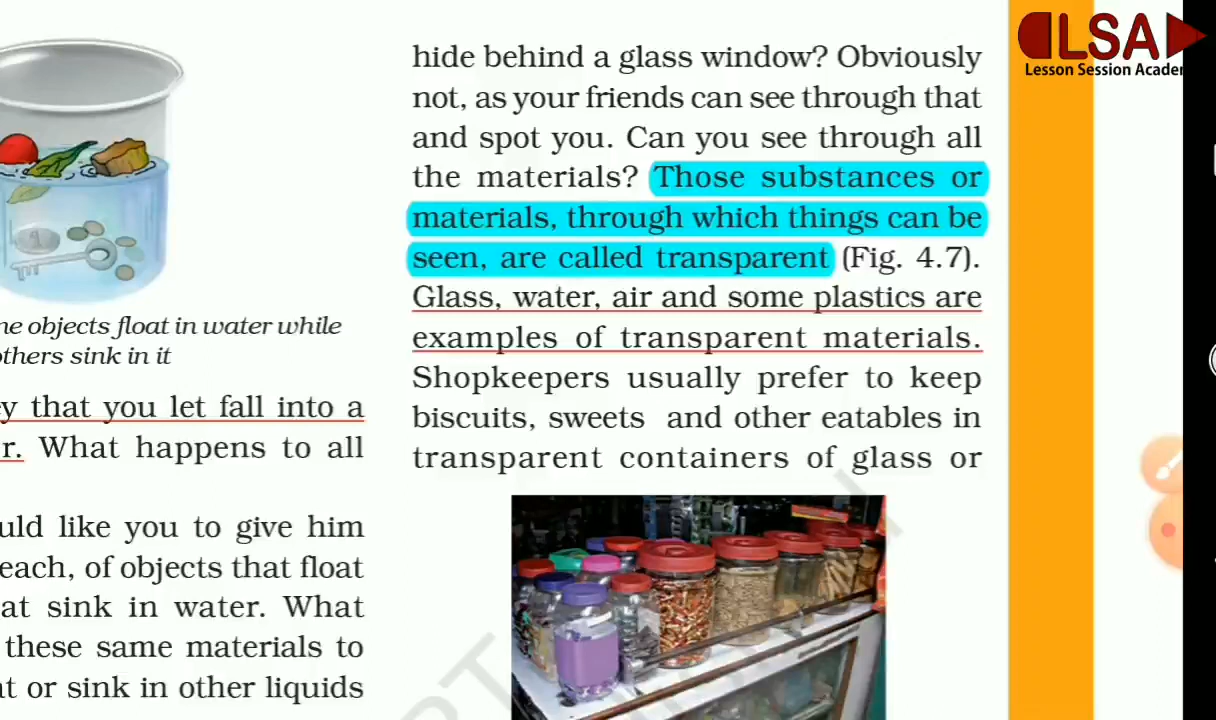 ne objects float in water while
others sink in it
ey that you let fall into a
r. What happens to all
ould like you to give him
each, of objects that float
at sink in water. What
these same materials to
at or sink in other liquids
hide behind a glass window? Obviously
not, as your friends can see through that
and spot you. Can you see through all
the materials? Those substances or
materials, through which things can be
seen, are called transparent (Fig. 4.7).
Glass, water, air and some plastics are
examples of transparent materials.
Shopkeepers usually prefer to keep
biscuits, sweets and other eatables in
transparent containers of glass or
LSA
Lesson Session Academ